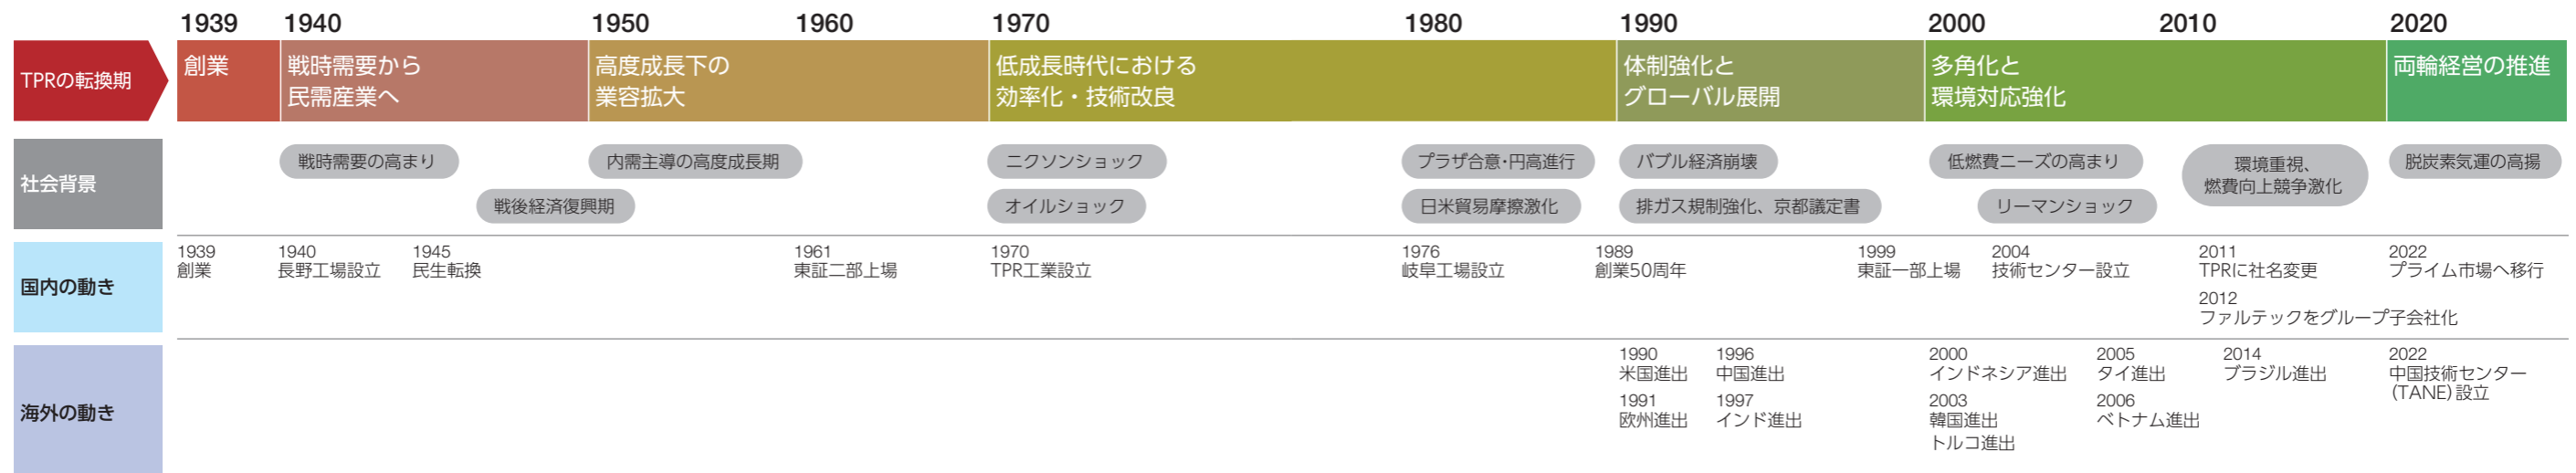 1939 1940 1950 1960 1970 1980 1990 2000 2010 2020
TPRの転換期
創業
戦時需要から
民需産業へ
高度成長下の
業容拡大
低成長時代における
効率化・技術改良
体制強化と
グローバル展開
多角化と
環境対応強化
両輪経営の推進
社会背景
戦時需要の高まり
戦後経済復興期
内需主導の高度成長期
ニクソンショック
オイルショック
プラザ合意・円高進行
日米貿易摩擦激化
バブル経済崩壊
排ガス規制強化、京都議定書
低燃費ニーズの高まり
リーマンショック
環境重視、
燃費向上競争激化
脱炭素気運の高揚
国内の動き
1939
創業
1940
長野工場設立
1945
民生転換
1961
東証二部上場
1970
TPR工業設立
1976
岐阜工場設立
1989
創業50周年
1999
東証一部上場
2004
技術センター設立
2011
TPRに社名変更
2012
ファルテックをグループ子会社化
2022
プライム市場へ移行
海外の動き
1990
米国進出
1991
欧州進出
1996
中国進出
1997
インド進出
2000
インドネシア進出
2003
韓国進出
トルコ進出
2005
タイ進出
2006
ベトナム進出
2014
ブラジル進出
2022
中国技術センター
(TANE)設立